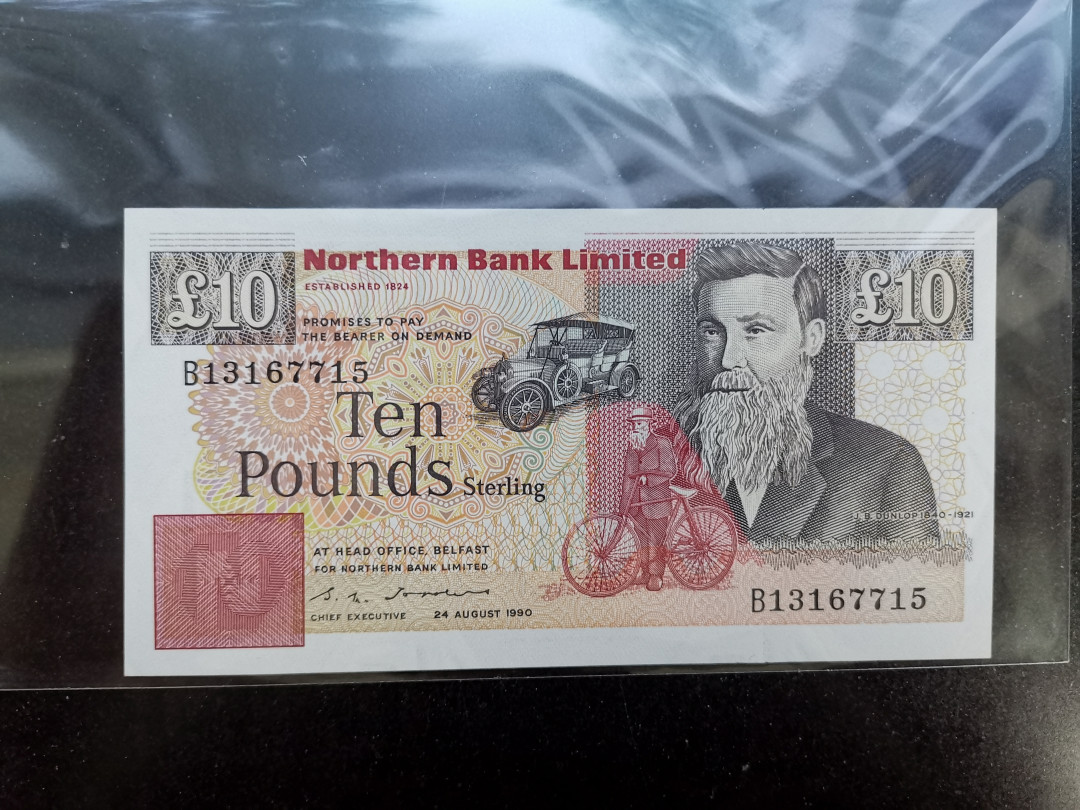 Northern Bank Limited
£10
£10
ESTABLISHED 1824
PROMISES TO PAY
THE BEARER ON DEMAND
B13167715
Ten
Pounds Sterling
J. B. DUNLOP 1840-1921
AT HEAD OFFICE, BELFAST
FOR NORTHERN BANK LIMITED
CHIEF EXECUTIVE 24 AUGUST 1990
B13167715